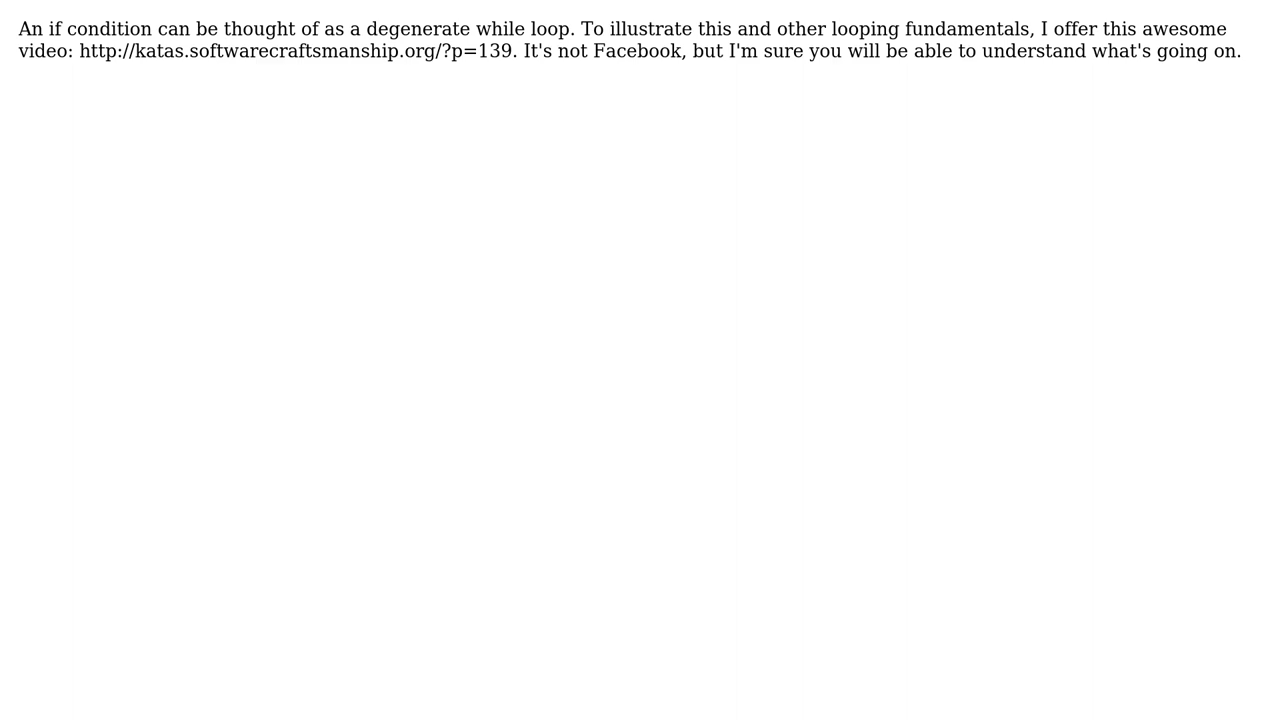 An if condition can be thought of as a degenerate while loop. To illustrate this and other looping fundamentals, I offer this awesome
video: http://katas.softwarecraftsmanship.org/?p=139. It's not Facebook, but I'm sure you will be able to understand what's going on.